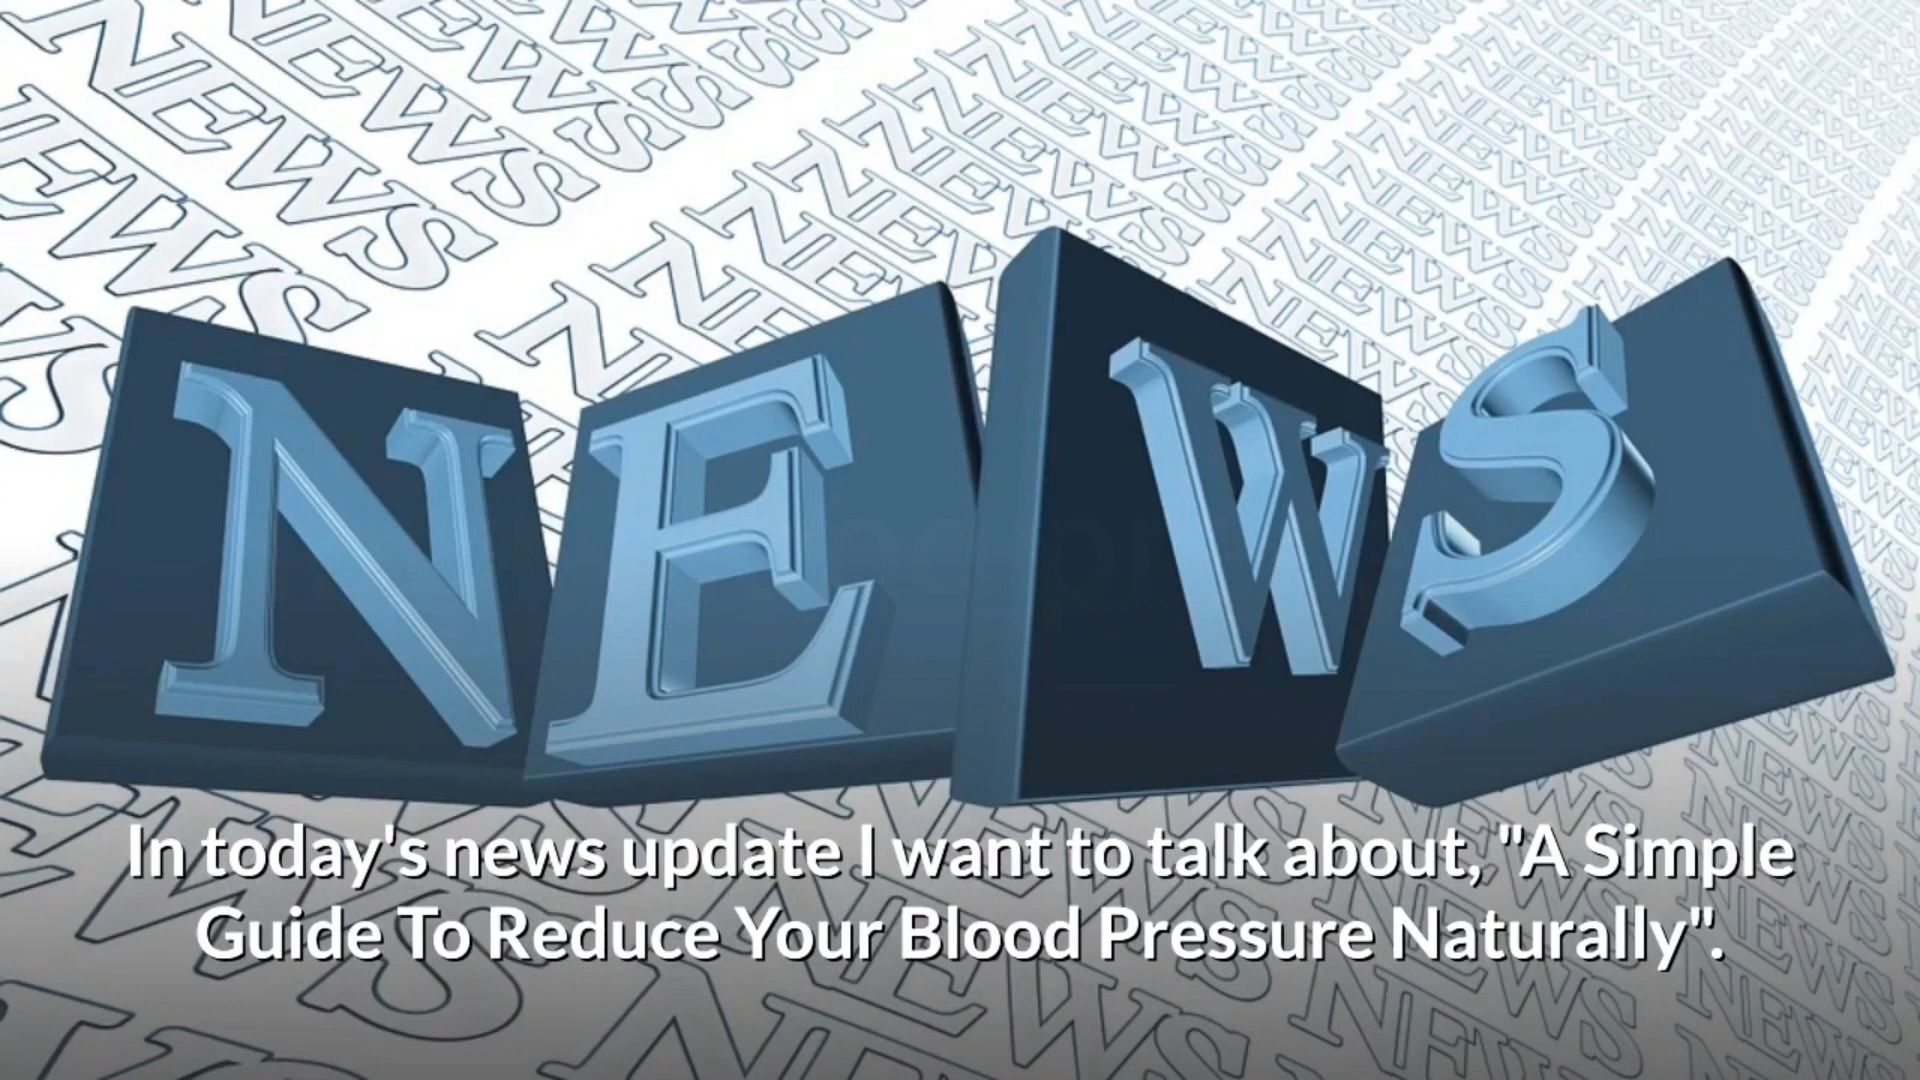 NEWS
In today's news update I want to talk about, "A Simple
Guide To Reduce Your Blood Pressure Naturally".